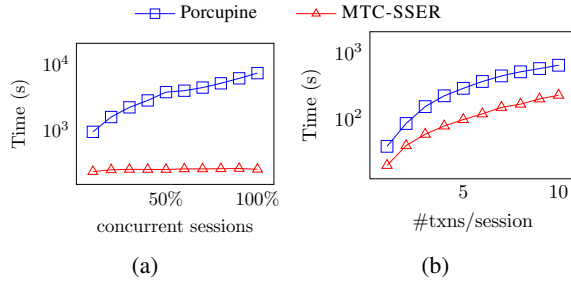 Porcupine MTC-SSER
Time (s)
10^4
10^3
50% 100%
concurrent sessions
(a)
Time (s)
10^3
10^2
5 10
#txns/session
(b)